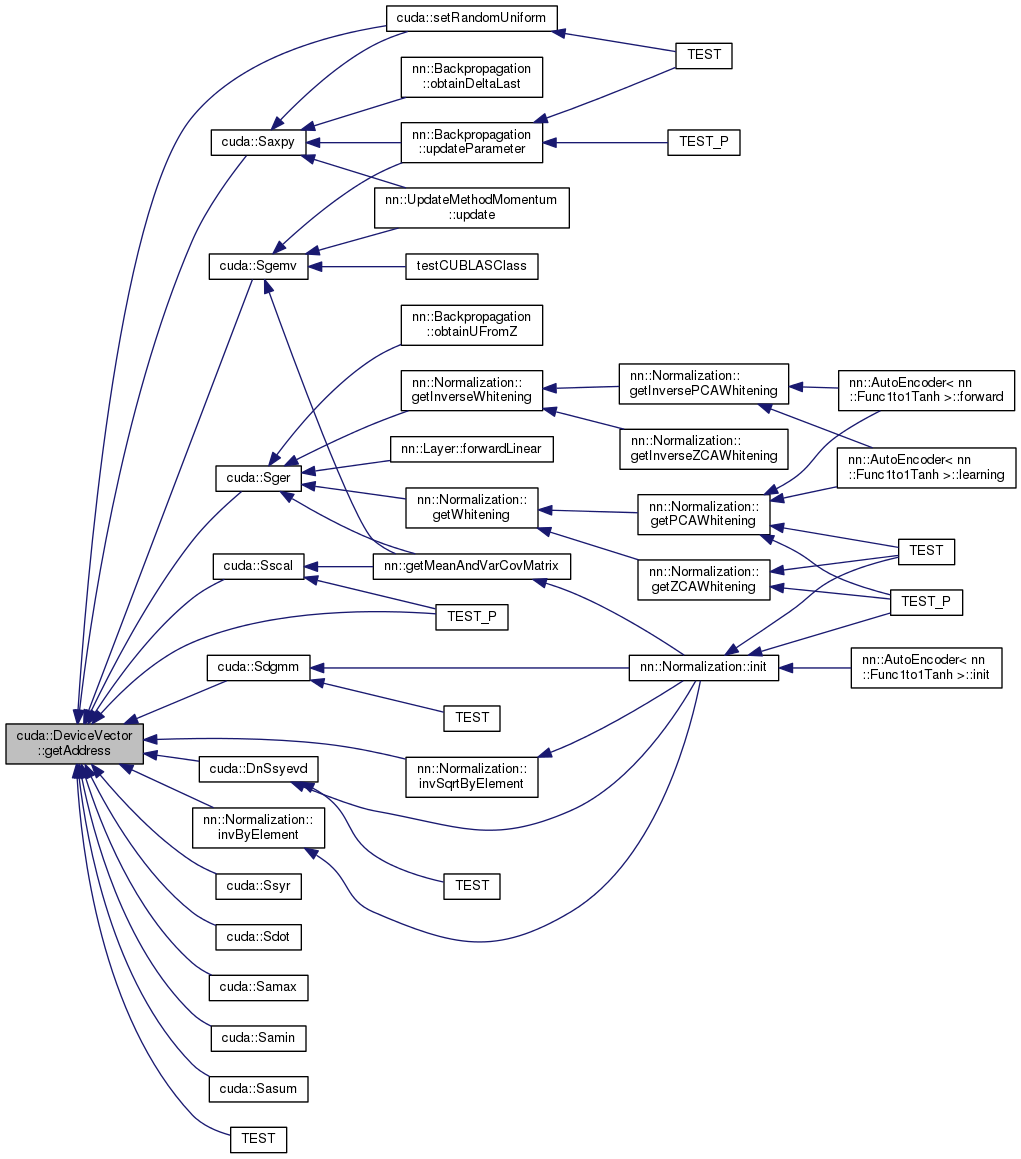 cuda::setRandomUniform
TEST
nn::Backpropagation
::obtainDeltaLast
cuda::Saxpy
nn::Backpropagation
::updateParameter
TEST_P
nn::UpdateMethodMomentum
::update
cuda::Sgemv
testCUBLASClass
nn::Backpropagation
::obtainUFromZ
nn::Normalization::
getInverseWhitening
nn::Normalization::
getInversePCAWhitening
nn::AutoEncoder< nn
::Func1to1Tanh >::forward
nn::Normalization::
getInverseZCAWhitening
nn::Layer::forwardLinear
nn::AutoEncoder< nn
::Func1to1Tanh >::learning
cuda::Sger
nn::Normalization::
getWhitening
nn::Normalization::
getPCAWhitening
TEST
cuda::Sscal
nn::getMeanAndVarCovMatrix
nn::Normalization::
getZCAWhitening
TEST_P
TEST_P
cuda::Sdgmm
nn::Normalization::init
nn::AutoEncoder< nn
::Func1to1Tanh >::init
TEST
cuda::DeviceVector
::getAddress
cuda::DnSsyevd
nn::Normalization::
invSqrtByElement
nn::Normalization::
invByElement
cuda::Ssyr
TEST
cuda::Sdot
cuda::Samax
cuda::Samin
cuda::Sasum
TEST